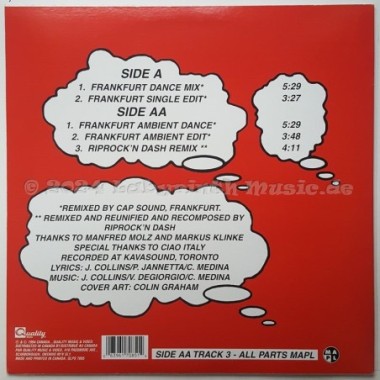 SIDE A
1. FRANKFURT DANCE MIX* 5:29
2. FRANKFURT SINGLE EDIT* 3:27
SIDE AA
1. FRANKFURT AMBIENT DANCE* 5:29
2. FRANKFURT AMBIENT EDIT* 3:48
3. RIPROCK'N DASH REMIX ** 4:11
*REMIXED BY CAP SOUND, FRANKFURT.
** REMIXED AND REUNIFIED AND RECOMPOSED BY
RIPROCK'N DASH
THANKS TO MANFRED MOLZ AND MARKUS KLINKE
SPECIAL THANKS TO CIAO ITALY
RECORDED AT KAVASOUND, TORONTO
LYRICS: J. COLLINS/P. JANNETTA/C. MEDINA
MUSIC: J. COLLINS/V. DEGIORGIO/C. MEDINA
COVER ART: COLIN GRAHAM
Quality
SIDE AA TRACK 3 - ALL PARTS MAPL